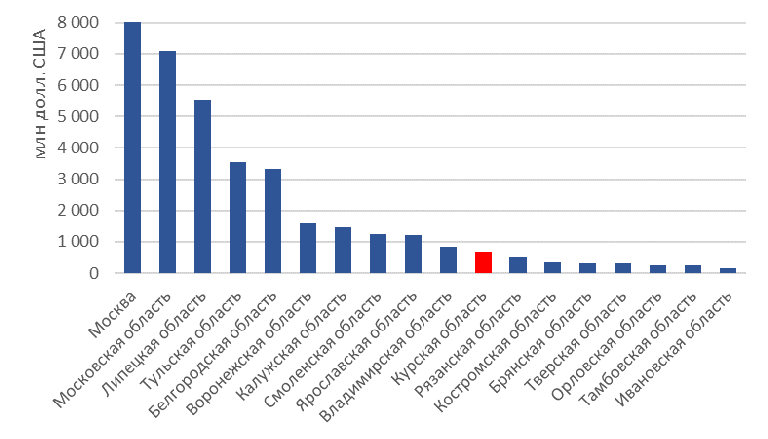 млн долл. США
8 000
7 000
6 000
5 000
4 000
3 000
2 000
1 000
0
Москва
Московская область
Липецкая область
Тульская область
Белгородская область
Воронежская область
Калужская область
Смоленская область
Ярославская область
Владимирская область
Курская область
Рязанская область
Костромская область
Брянская область
Тверская область
Орловская область
Тамбовская область
Ивановская область